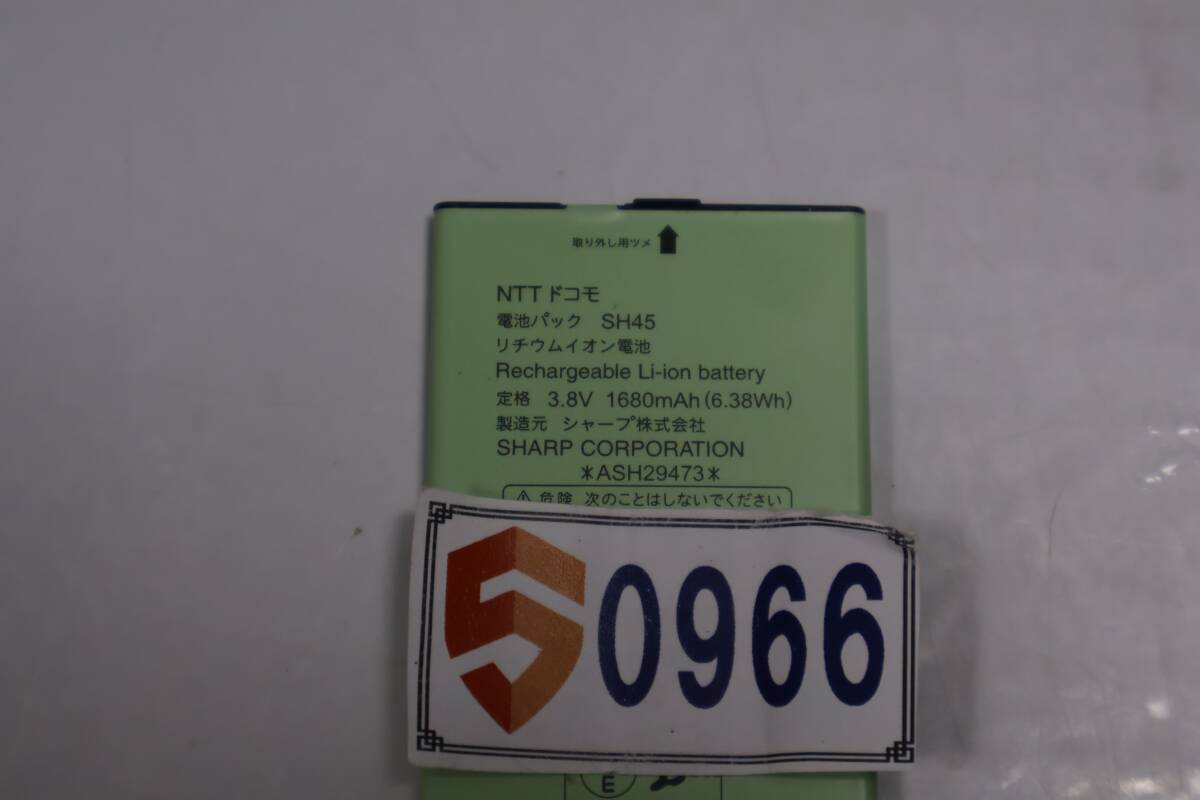 取り外し用ツメ
NTT ドコモ
電池パック SH45
リチウムイオン電池
Rechargeable Li-ion battery
定格 3.8V 1680mAh (6.38Wh)
製造元 シャープ株式会社
SHARP CORPORATION
*ASH29473*
⚠ 危険 次のことはしないでください
0966
E